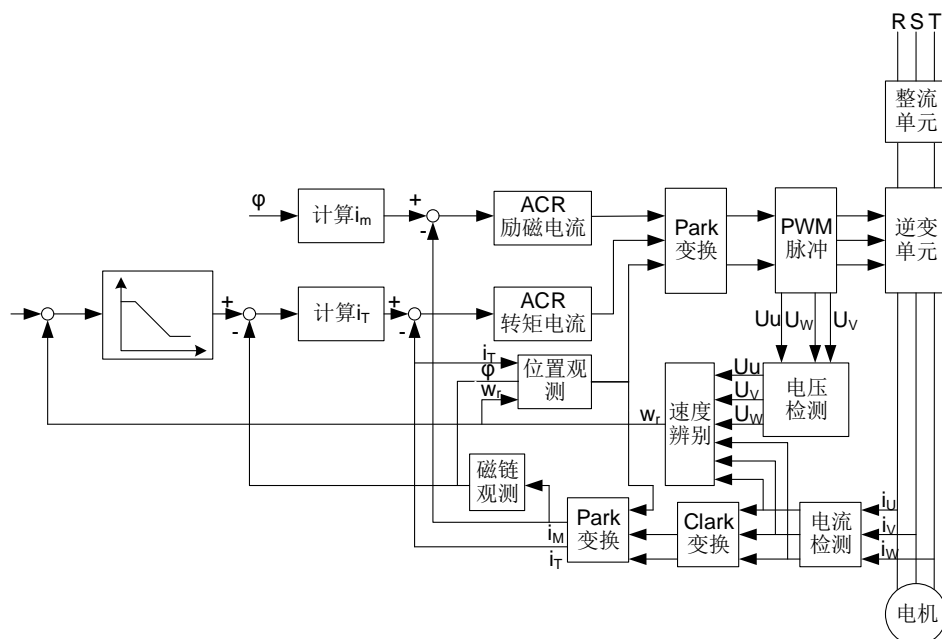 R S T
整流
单元
φ
计算im
+
-
ACR
励磁电流
Park
变换
PWM
脉冲
逆变
单元
+
-
计算iT
+
-
ACR
转矩电流
Uu
UW
UV
iT
φ
wr
位置观
测
wr
速度
辨别
Uu
UV
UW
电压
检测
磁链
观测
iM
iT
Park
变换
Clark
变换
电流
检测
iU
iV
iW
电机